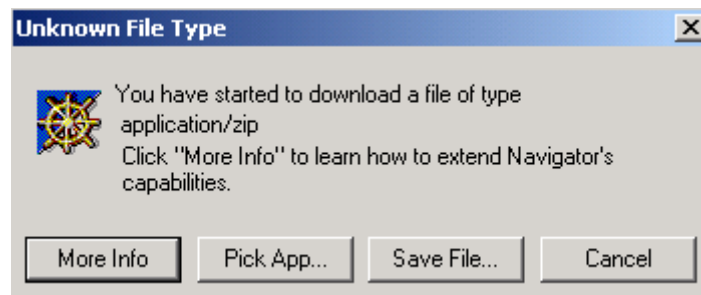 Unknown File Type
You have started to download a file of type
application/zip
Click "More Info" to learn how to extend Navigator's
capabilities.
More Info
Pick App...
Save File...
Cancel